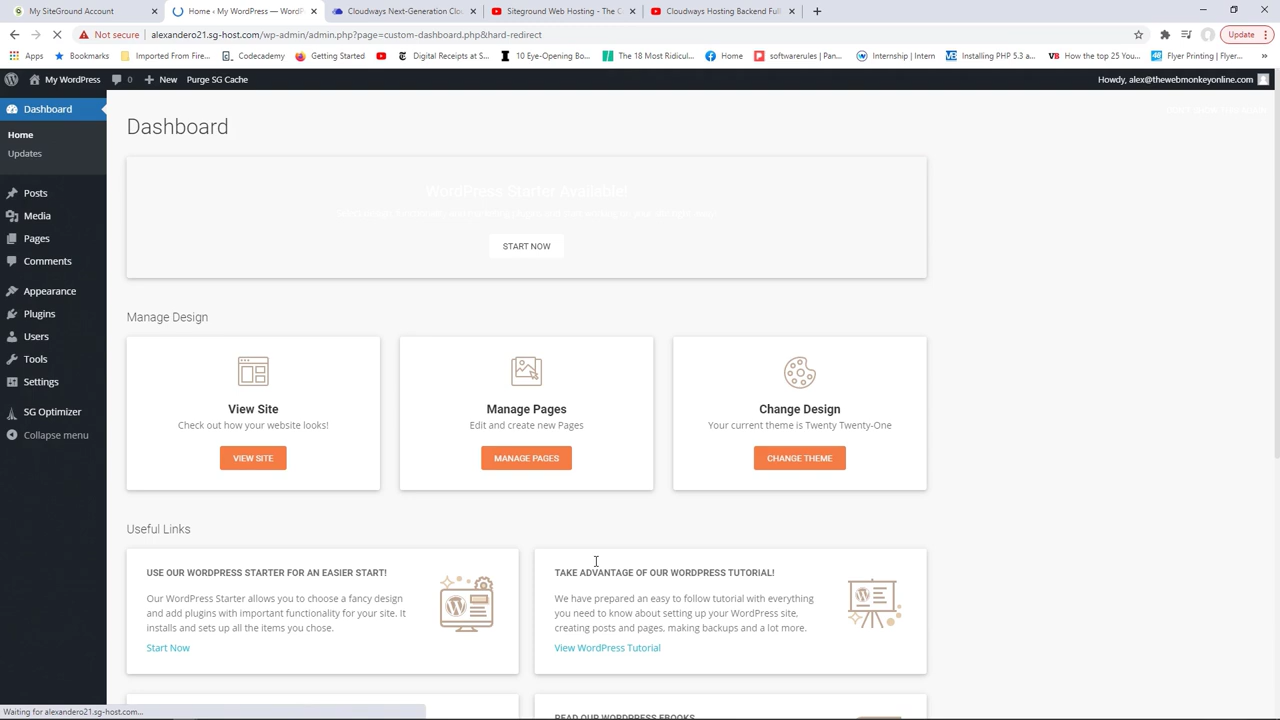 My SiteGround Account
Home ‹ My WordPress — WordP
Cloudways Next-Generation Clou
Siteground Web Hosting - The C
Cloudways Hosting Backend Full
Not secure
alexandero21.sg-host.com/wp-admin/admin.php?page=custom-dashboard.php&hard-redirect
Update
Apps
Bookmarks
Imported From Fire...
Codecademy
Getting Started
Digital Receipts at S...
10 Eye-Opening Bo...
The 18 Most Ridicul...
Home
softwarerules | Pan...
Internship | Intern
Installing PHP 5.3 a...
How the top 25 You...
Flyer Printing | Flyer...
My WordPress
0
New
Purge SG Cache
Howdy, alex@thewebmonkeyonline.com
Dashboard
Home
Updates
Posts
Media
Pages
Comments
Appearance
Plugins
Users
Tools
Settings
SG Optimizer
Collapse menu
Dashboard
WordPress Starter Available!
START NOW
Manage Design
View Site
Check out how your website looks!
VIEW SITE
Manage Pages
Edit and create new Pages
MANAGE PAGES
Change Design
Your current theme is Twenty Twenty-One
CHANGE THEME
Useful Links
USE OUR WORDPRESS STARTER FOR AN EASIER START!
Our WordPress Starter allows you to choose a fancy design
and add plugins with important functionality for your site. It
installs and sets up all the items you chose.
Start Now
TAKE ADVANTAGE OF OUR WORDPRESS TUTORIAL!
We have prepared an easy to follow tutorial with everything
you need to know about setting up your WordPress site,
creating posts and pages, making backups and a lot more.
View WordPress Tutorial
READ OUR WORDPRESS EBOOKS
Waiting for alexandero21.sg-host.com...